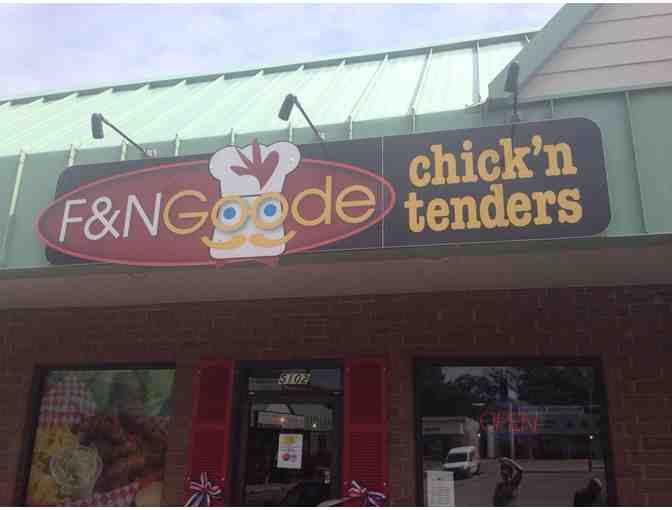 F&NGoode
chick'n
tenders
5102
OPEN